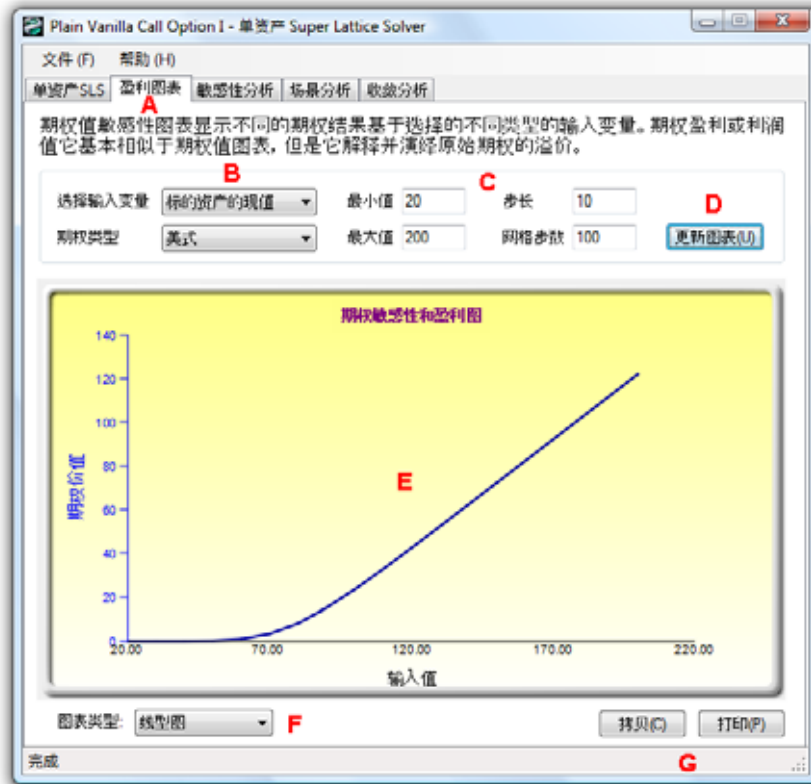 Plain Vanilla Call Option I - 单资产 Super Lattice Solver
文件 (F) 帮助 (H)
单资产SLS 盈利图表 敏感性分析 场景分析 收敛分析
A
期权值敏感性图表显示不同的期权结果基于选择的不同类型的输入变量。期权盈利或利润
值它基本相似于期权值图表，但是它解释并演绎原始期权的溢价。
B C D
选择输入变量 标的资产的现值 最小值 20 步长 10
期权类型 美式 最大值 200 网格步数 100 更新图表(U)
期权敏感性和盈利图
140
120
100
80
60
40
20
0
期权价值
E
20.00 70.00 120.00 170.00 220.00
输入值
图表类型: 线型图 F 拷贝(C) 打印(P)
完成 G